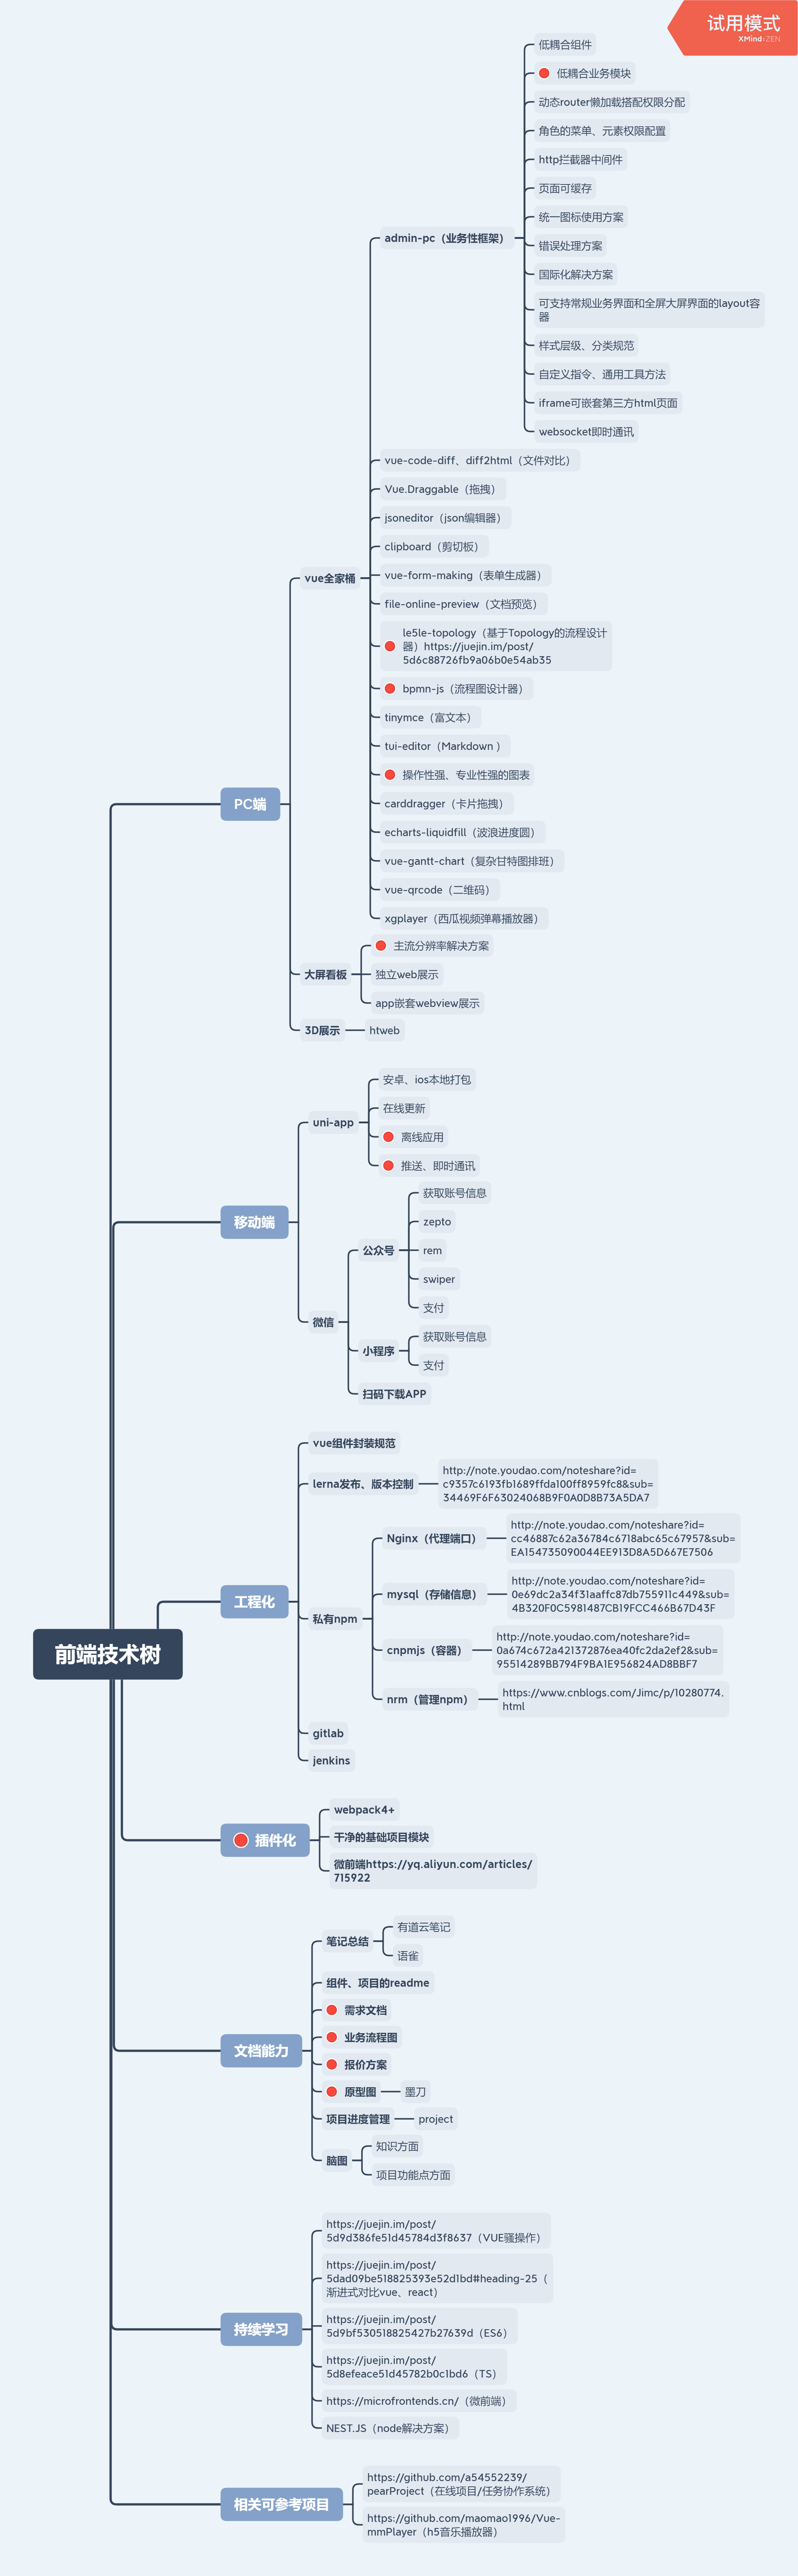 试用模式
XMind:ZEN
前端技术树
PC端
vue全家桶
admin-pc（业务性框架）
低耦合组件
低耦合业务模块
动态router懒加载搭配权限分配
角色的菜单、元素权限配置
http拦截器中间件
页面可缓存
统一图标使用方案
错误处理方案
国际化解决方案
可支持常规业务界面和全屏大屏界面的layout容
器
样式层级、分类规范
自定义指令、通用工具方法
iframe可嵌套第三方html页面
websocket即时通讯
vue-code-diff、diff2html（文件对比）
Vue.Draggable（拖拽）
jsoneditor（json编辑器）
clipboard（剪切板）
vue-form-making（表单生成器）
file-online-preview（文档预览）
le5le-topology（基于Topology的流程设计
器）https://juejin.im/post/
5d6c88726fb9a06b0e54ab35
bpmn-js（流程图设计器）
tinymce（富文本）
tui-editor（Markdown ）
操作性强、专业性强的图表
carddragger（卡片拖拽）
echarts-liquidfill（波浪进度圆）
vue-gantt-chart（复杂甘特图排班）
vue-qrcode（二维码）
xgplayer（西瓜视频弹幕播放器）
大屏看板
主流分辨率解决方案
独立web展示
app嵌套webview展示
3D展示
htweb
移动端
uni-app
安卓、ios本地打包
在线更新
离线应用
推送、即时通讯
微信
公众号
获取账号信息
zepto
rem
swiper
支付
小程序
获取账号信息
支付
扫码下载APP
工程化
vue组件封装规范
lerna发布、版本控制
http://note.youdao.com/noteshare?id=
c9357c6193fb1689ffda100ff8959fc8&sub=
34469F6F63024068B9F0A0D8B73A5DA7
私有npm
Nginx（代理端口）
http://note.youdao.com/noteshare?id=
cc46887c62a36784c6718abc65c67957&sub=
EA154735090044EE913D8A5D667E7506
mysql（存储信息）
http://note.youdao.com/noteshare?id=
0e69dc2a34f31aaffc87db755911c449&sub=
4B320F0C5981487CB19FCC466B67D43F
cnpmjs（容器）
http://note.youdao.com/noteshare?id=
0a674c672a421372876ea40fc2da2ef2&sub=
95514289BB794F9BA1E956824AD8BBF7
nrm（管理npm）
https://www.cnblogs.com/Jimc/p/10280774.
html
gitlab
jenkins
插件化
webpack4+
干净的基础项目模块
微前端https://yq.aliyun.com/articles/
715922
文档能力
笔记总结
有道云笔记
语雀
组件、项目的readme
需求文档
业务流程图
报价方案
原型图
墨刀
项目进度管理
project
脑图
知识方面
项目功能点方面
持续学习
https://juejin.im/post/
5d9d386fe51d45784d3f8637（VUE骚操作）
https://juejin.im/post/
5dad09be518825393e52d1bd#heading-25（
渐进式对比vue、react）
https://juejin.im/post/
5d9bf530518825427b27639d（ES6）
https://juejin.im/post/
5d8efeace51d45782b0c1bd6（TS）
https://microfrontends.cn/（微前端）
NEST.JS（node解决方案）
相关可参考项目
https://github.com/a54552239/
pearProject（在线项目/任务协作系统）
https://github.com/maomao1996/Vue-
mmPlayer（h5音乐播放器）